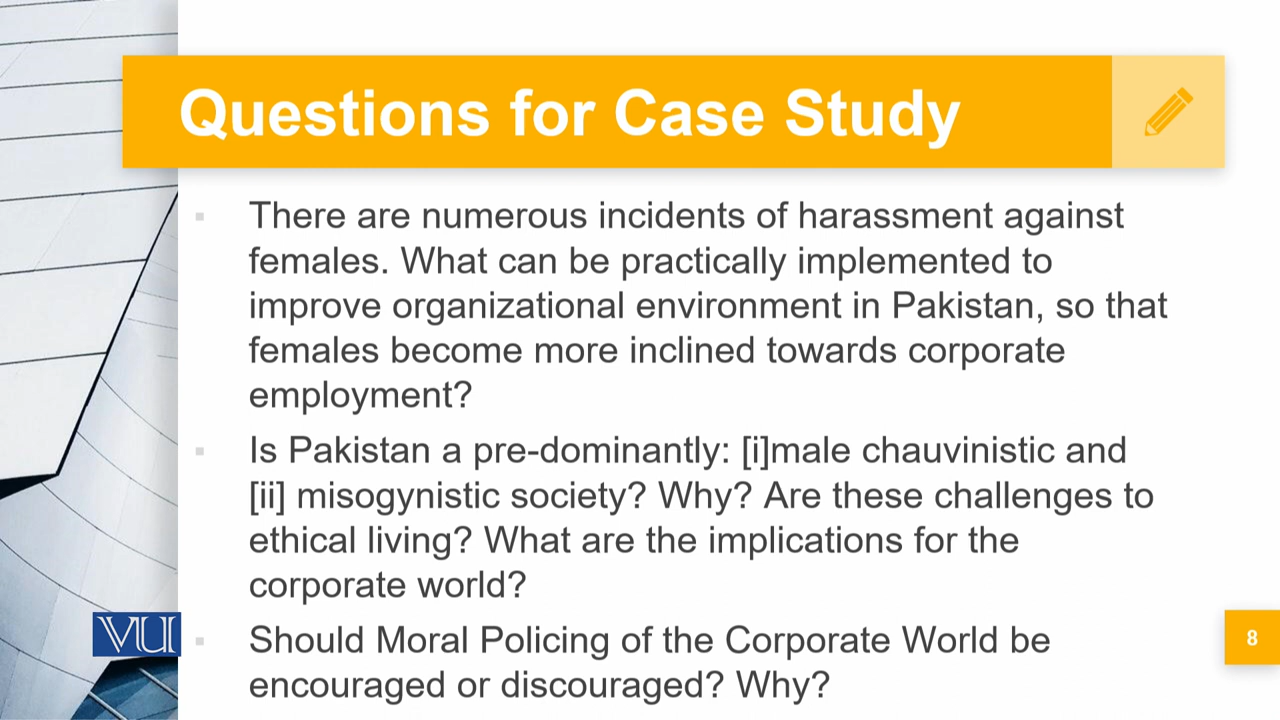 Questions for Case Study
There are numerous incidents of harassment against
females. What can be practically implemented to
improve organizational environment in Pakistan, so that
females become more inclined towards corporate
employment?
Is Pakistan a pre-dominantly: [i]male chauvinistic and
[ii] misogynistic society? Why? Are these challenges to
ethical living? What are the implications for the
corporate world?
Should Moral Policing of the Corporate World be
encouraged or discouraged? Why?
VU
8